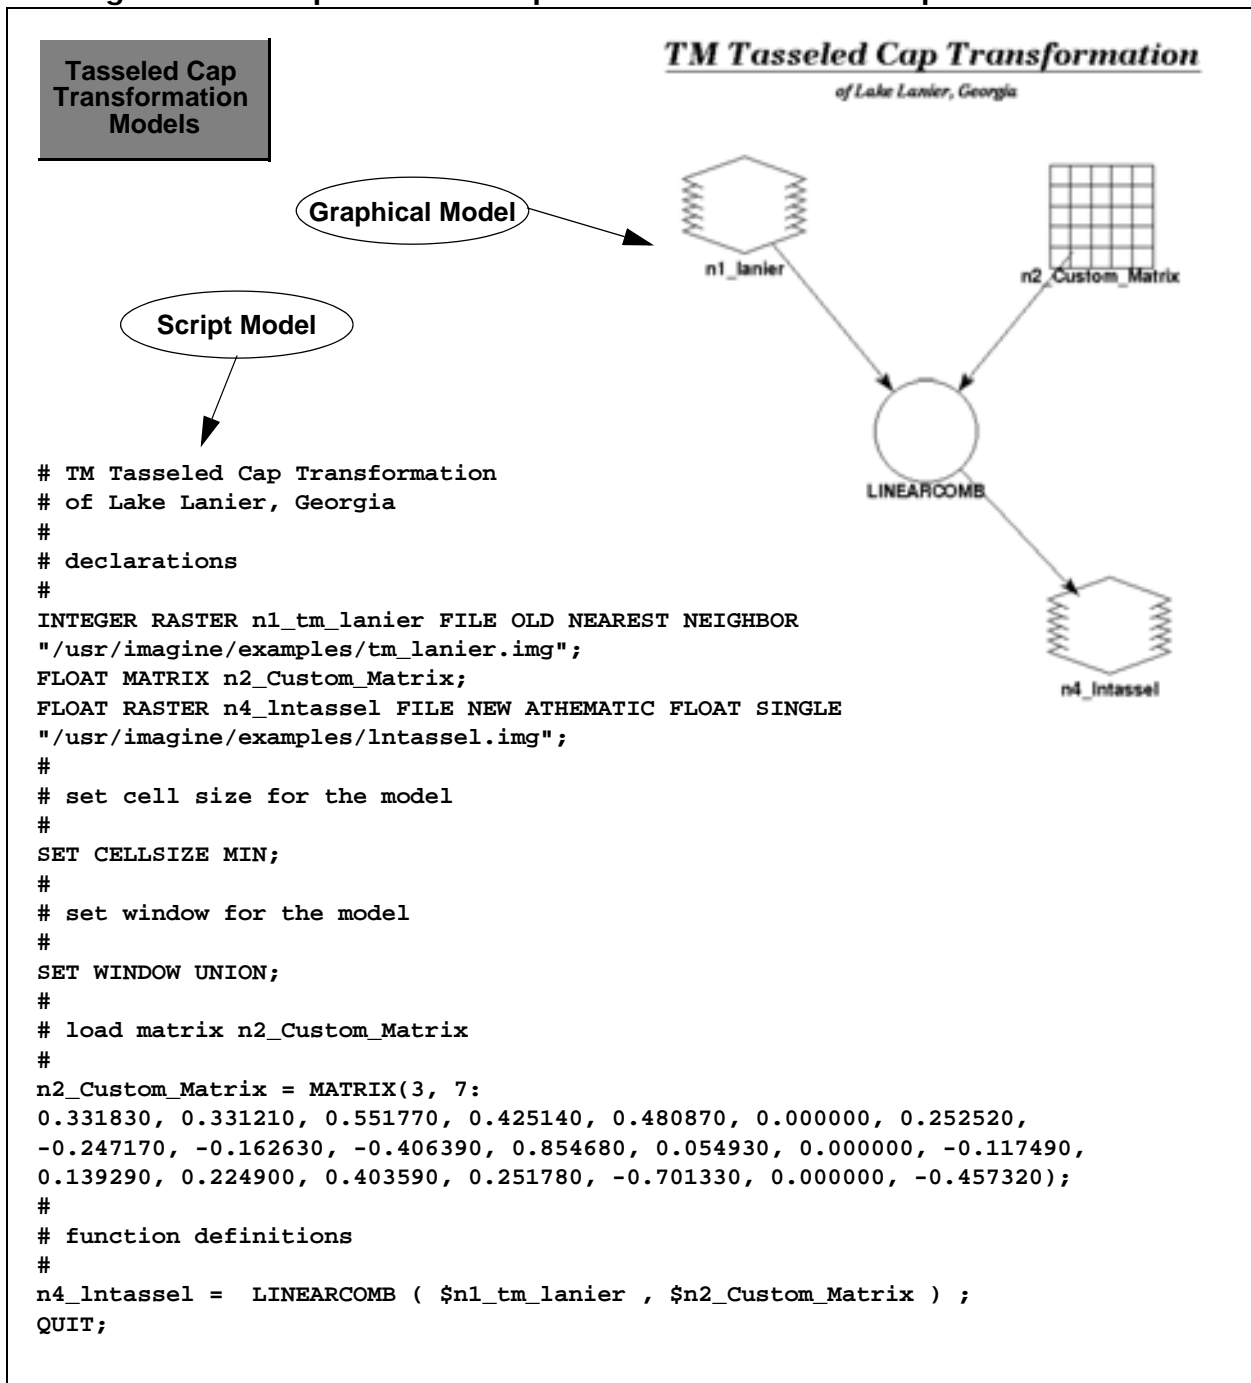 Tasseled Cap
Transformation
Models
TM Tasseled Cap Transformation
of Lake Lanier, Georgia
Graphical Model
n1_lanier
n2_Custom_Matrix
Script Model
LINEARCOMB
n4_lntassel
# TM Tasseled Cap Transformation
# of Lake Lanier, Georgia
#
# declarations
#
INTEGER RASTER n1_tm_lanier FILE OLD NEAREST NEIGHBOR
"/usr/imagine/examples/tm_lanier.img";
FLOAT MATRIX n2_Custom_Matrix;
FLOAT RASTER n4_lntassel FILE NEW ATHEMATIC FLOAT SINGLE
"/usr/imagine/examples/lntassel.img";
#
# set cell size for the model
#
SET CELLSIZE MIN;
#
# set window for the model
#
SET WINDOW UNION;
#
# load matrix n2_Custom_Matrix
#
n2_Custom_Matrix = MATRIX(3, 7:
0.331830, 0.331210, 0.551770, 0.425140, 0.480870, 0.000000, 0.252520,
-0.247170, -0.162630, -0.406390, 0.854680, 0.054930, 0.000000, -0.117490,
0.139290, 0.224900, 0.403590, 0.251780, -0.701330, 0.000000, -0.457320);
#
# function definitions
#
n4_lntassel =  LINEARCOMB ( $n1_tm_lanier , $n2_Custom_Matrix ) ;
QUIT;